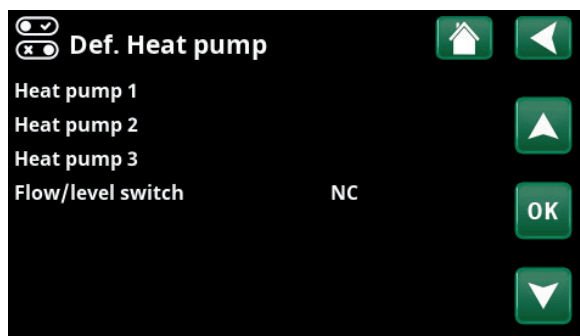 Def. Heat pump
Heat pump 1
Heat pump 2
Heat pump 3
Flow/level switch NC
OK